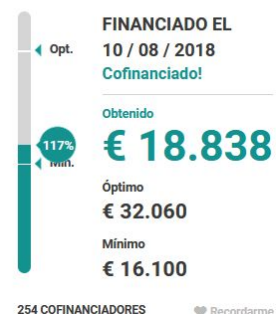 FINANCIADO EL
10 / 08 / 2018
Opt.
Cofinanciado!
Obtenido
€ 18.838
117%
Mín.
Óptimo
€ 32.060
Mínimo
€ 16.100
254 COFINANCIADORES
Recordarme